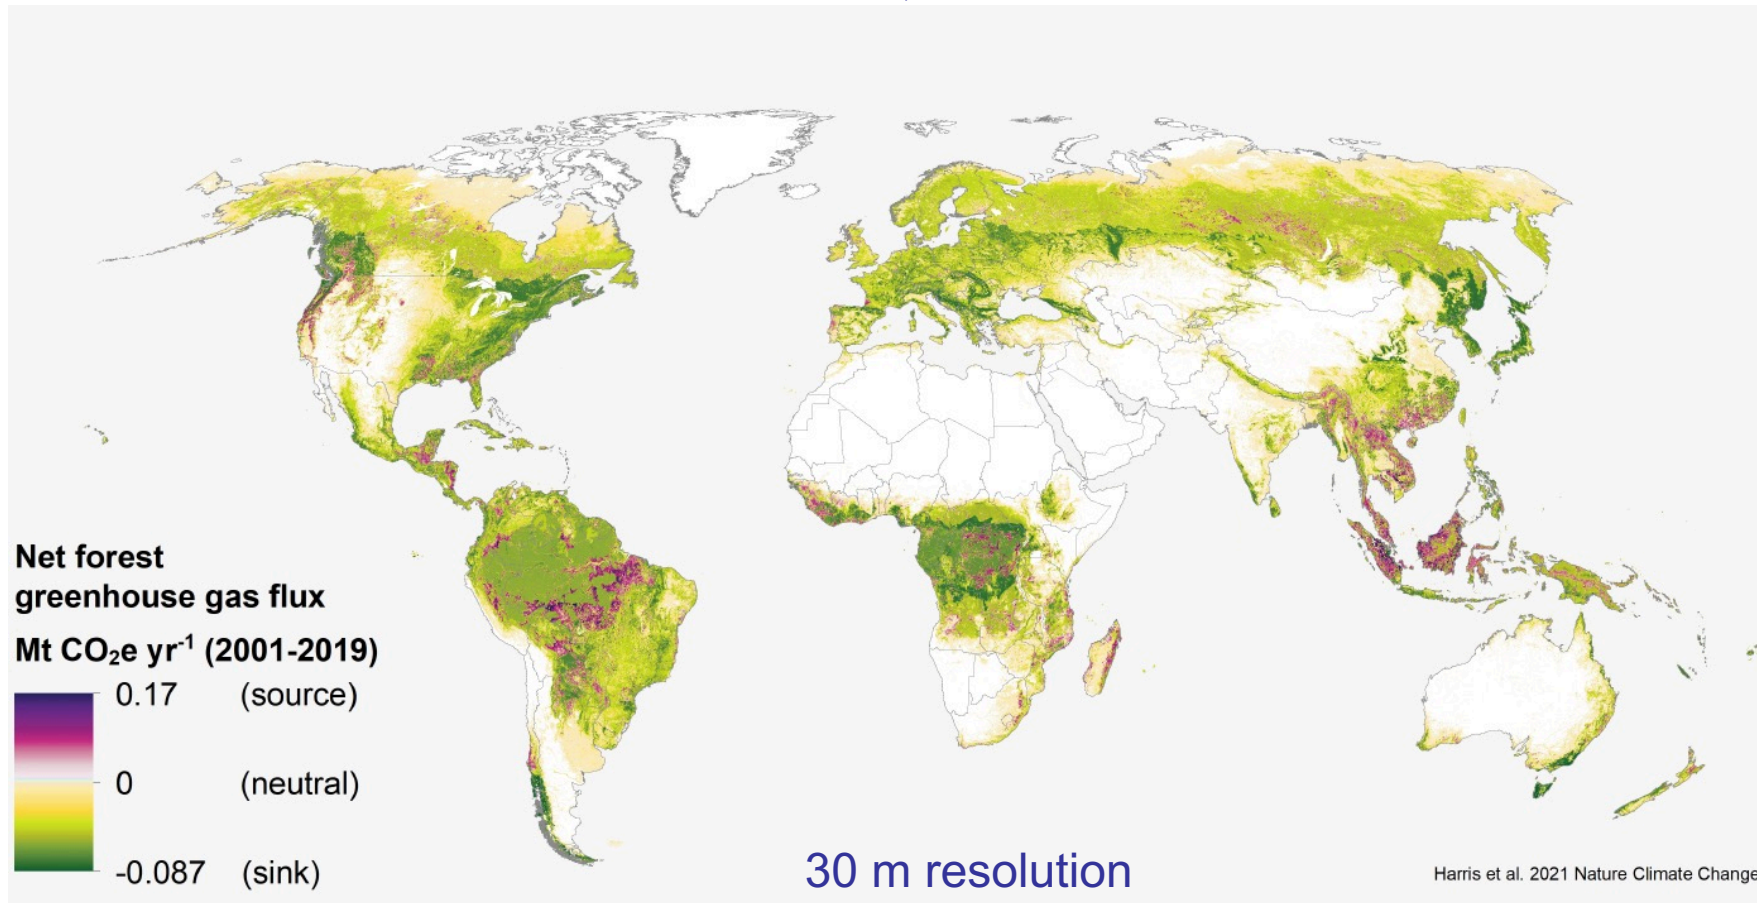 Net forest
greenhouse gas flux
Mt CO₂e yr⁻¹ (2001-2019)
0.17 (source)
0 (neutral)
-0.087 (sink)
30 m resolution
Harris et al. 2021 Nature Climate Change